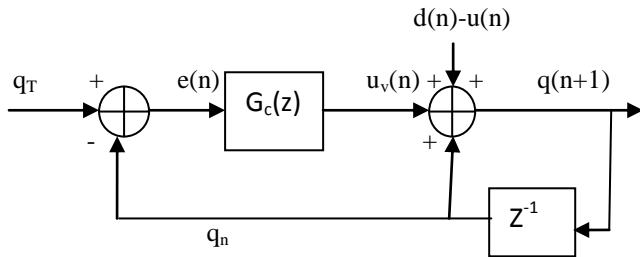 d(n)-u(n)
q_T + e(n) G_c(z) u_v(n) + + q(n+1)
- +
Z^-1
q_n